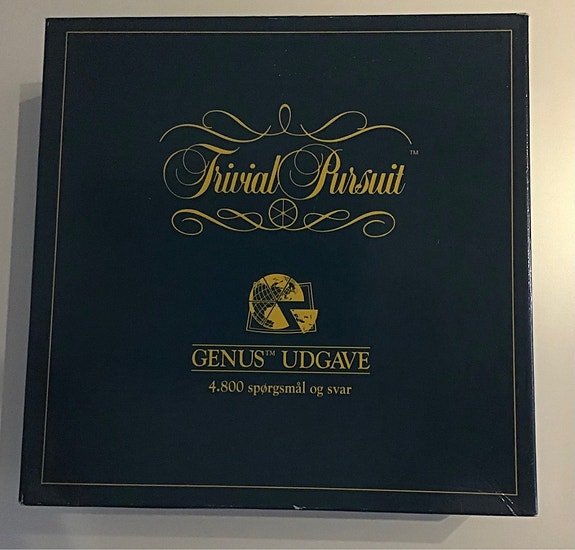 Trivial Pursuit™
GENUS™ UDGAVE
4.800 spørgsmål og svar